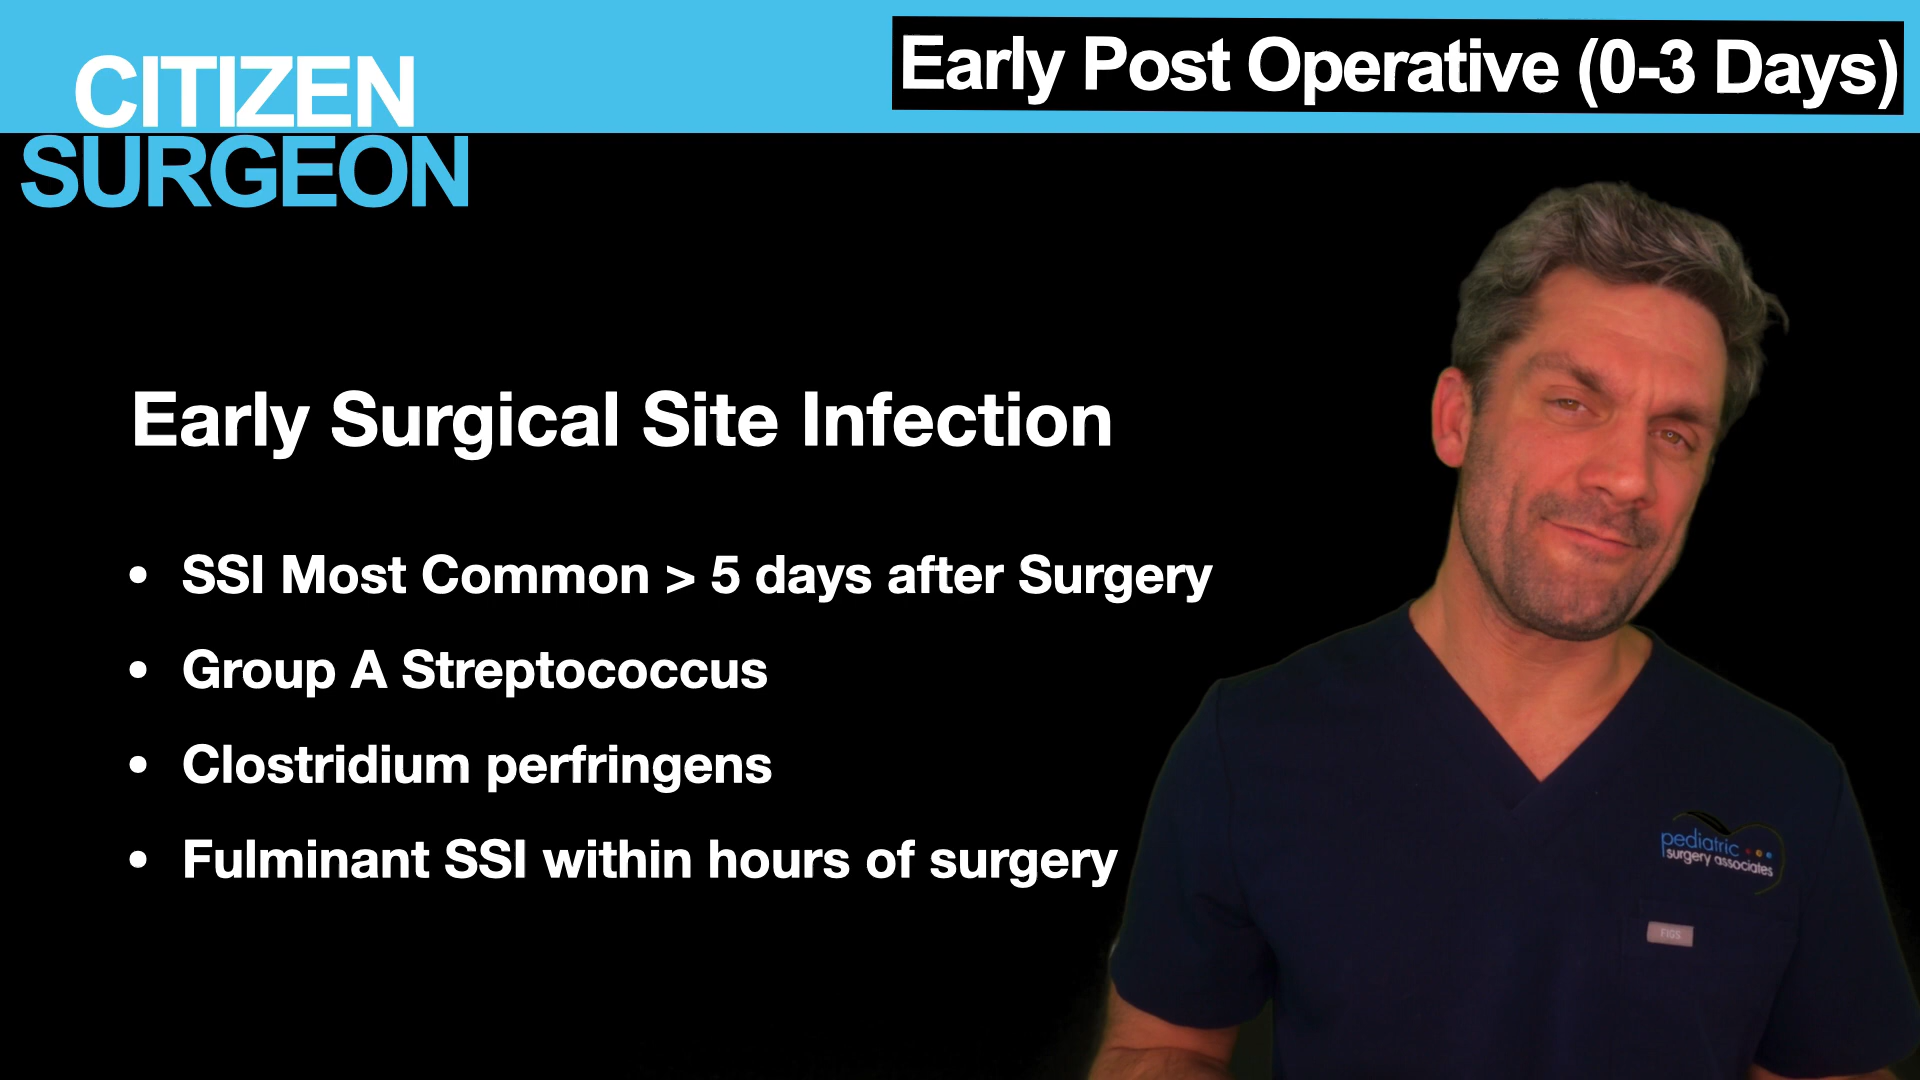 CITIZEN
SURGEON
Early Post Operative (0-3 Days)
Early Surgical Site Infection
• SSI Most Common > 5 days after Surgery
• Group A Streptococcus
• Clostridium perfringens
• Fulminant SSI within hours of surgery
pediatric
surgery associates
FIGS